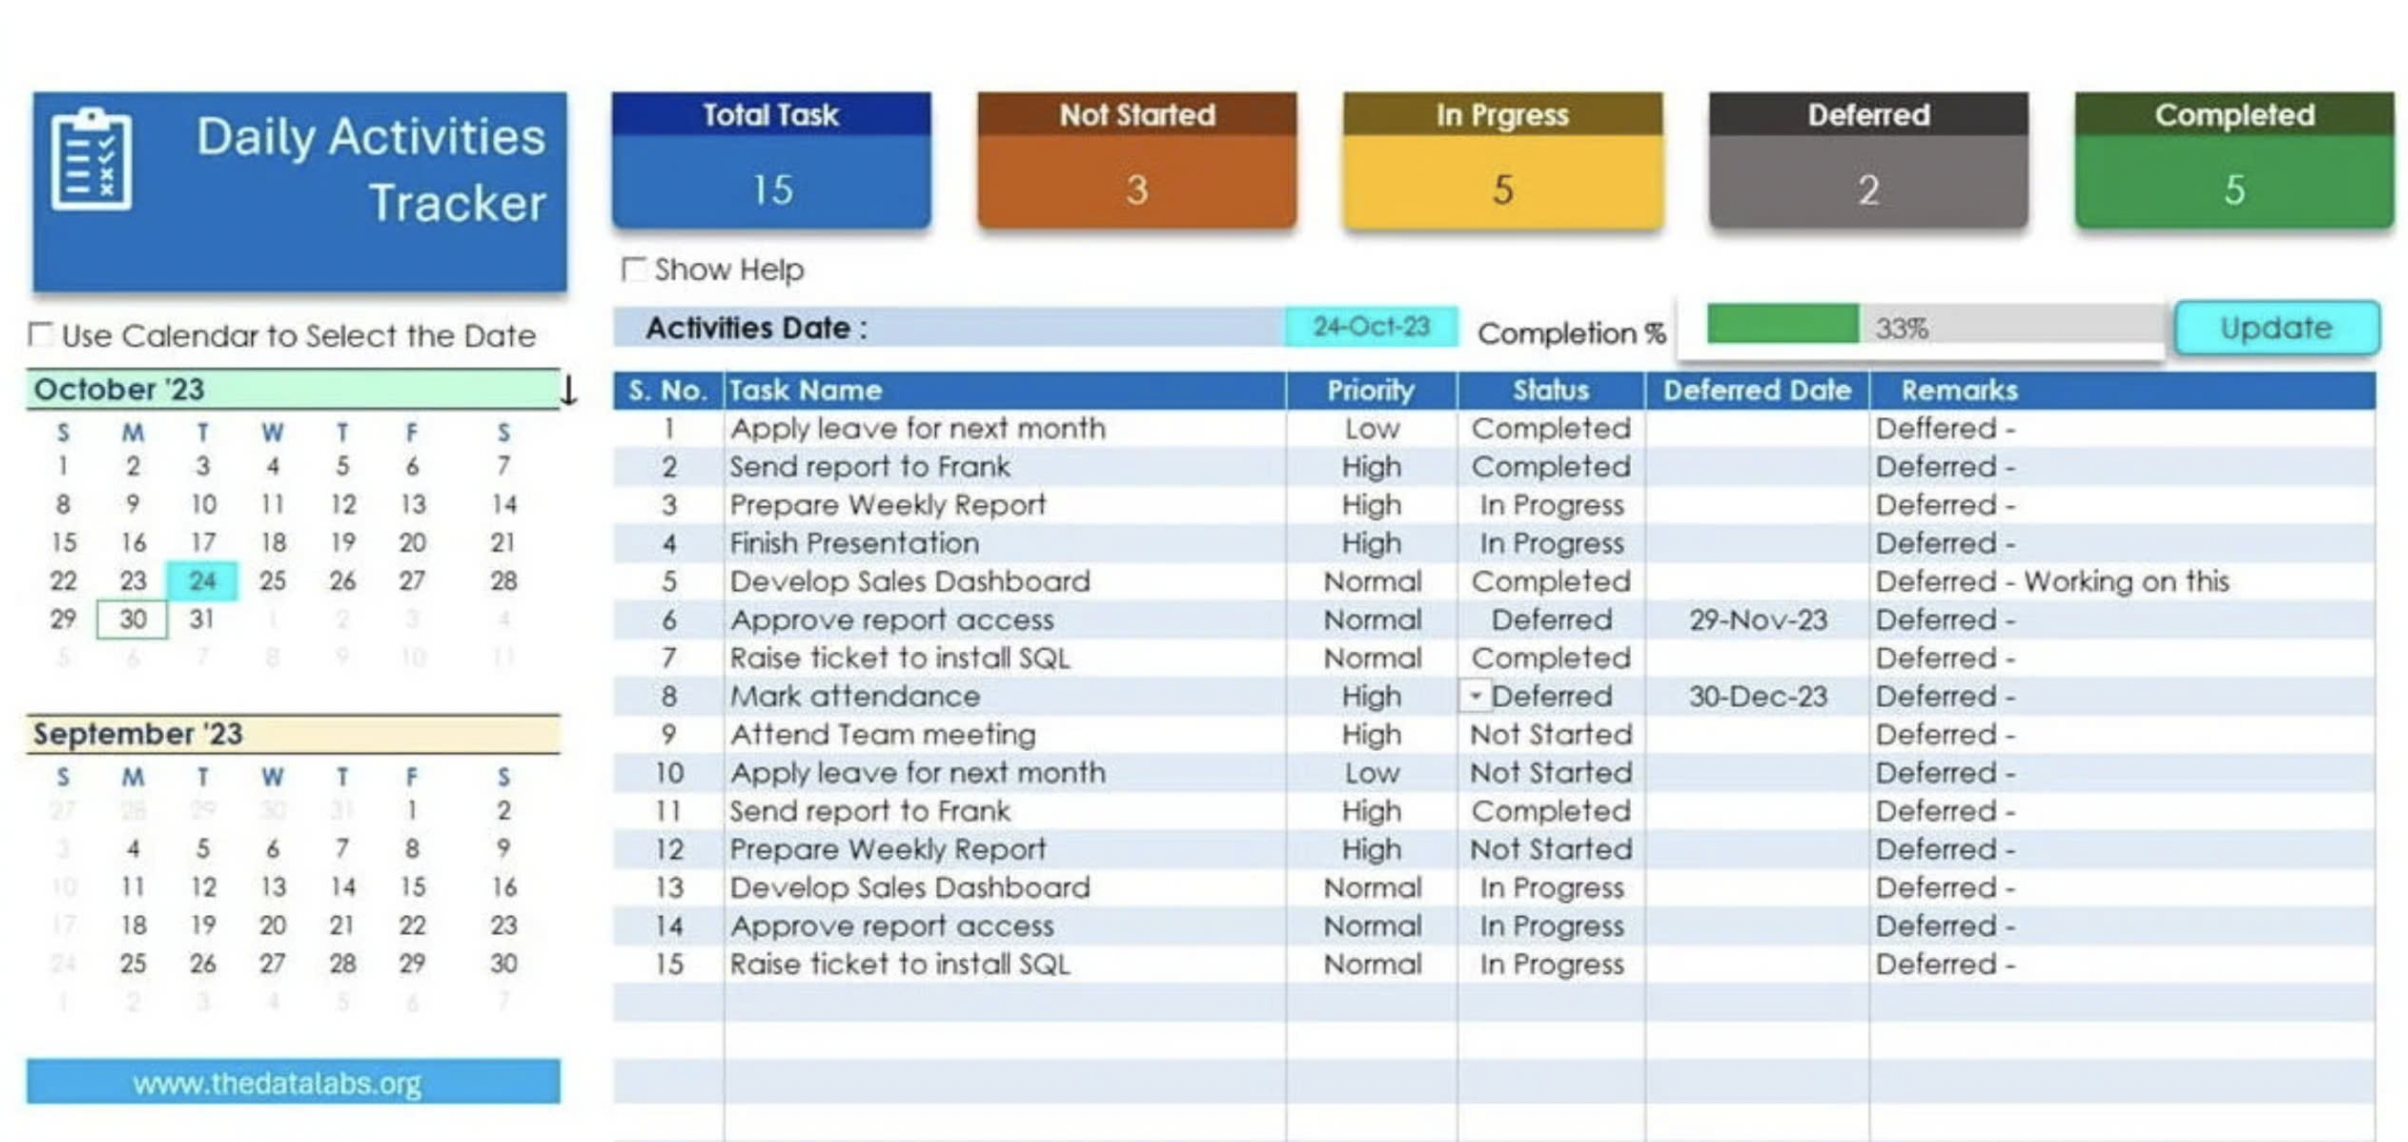 Daily Activities
Tracker
Total Task
15
Not Started
3
In Prgress
5
Deferred
2
Completed
5
Show Help
Use Calendar to Select the Date
Activities Date : 24-Oct-23 Completion % 33% Update
October '23 ↓
S M T W T F S
1 2 3 4 5 6 7
8 9 10 11 12 13 14
15 16 17 18 19 20 21
22 23 24 25 26 27 28
29 30 31 1 2 3 4
5 6 7 8 9 10 11
September '23
S M T W T F S
27 28 29 30 31 1 2
3 4 5 6 7 8 9
10 11 12 13 14 15 16
17 18 19 20 21 22 23
24 25 26 27 28 29 30
1 2 3 4 5 6 7
www.thedatalabs.org
S. No. Task Name Priority Status Deferred Date Remarks
1 Apply leave for next month Low Completed Deffered -
2 Send report to Frank High Completed Deferred -
3 Prepare Weekly Report High In Progress Deferred -
4 Finish Presentation High In Progress Deferred -
5 Develop Sales Dashboard Normal Completed Deferred - Working on this
6 Approve report access Normal Deferred 29-Nov-23 Deferred -
7 Raise ticket to install SQL Normal Completed Deferred -
8 Mark attendance High Deferred 30-Dec-23 Deferred -
9 Attend Team meeting High Not Started Deferred -
10 Apply leave for next month Low Not Started Deferred -
11 Send report to Frank High Completed Deferred -
12 Prepare Weekly Report High Not Started Deferred -
13 Develop Sales Dashboard Normal In Progress Deferred -
14 Approve report access Normal In Progress Deferred -
15 Raise ticket to install SQL Normal In Progress Deferred -